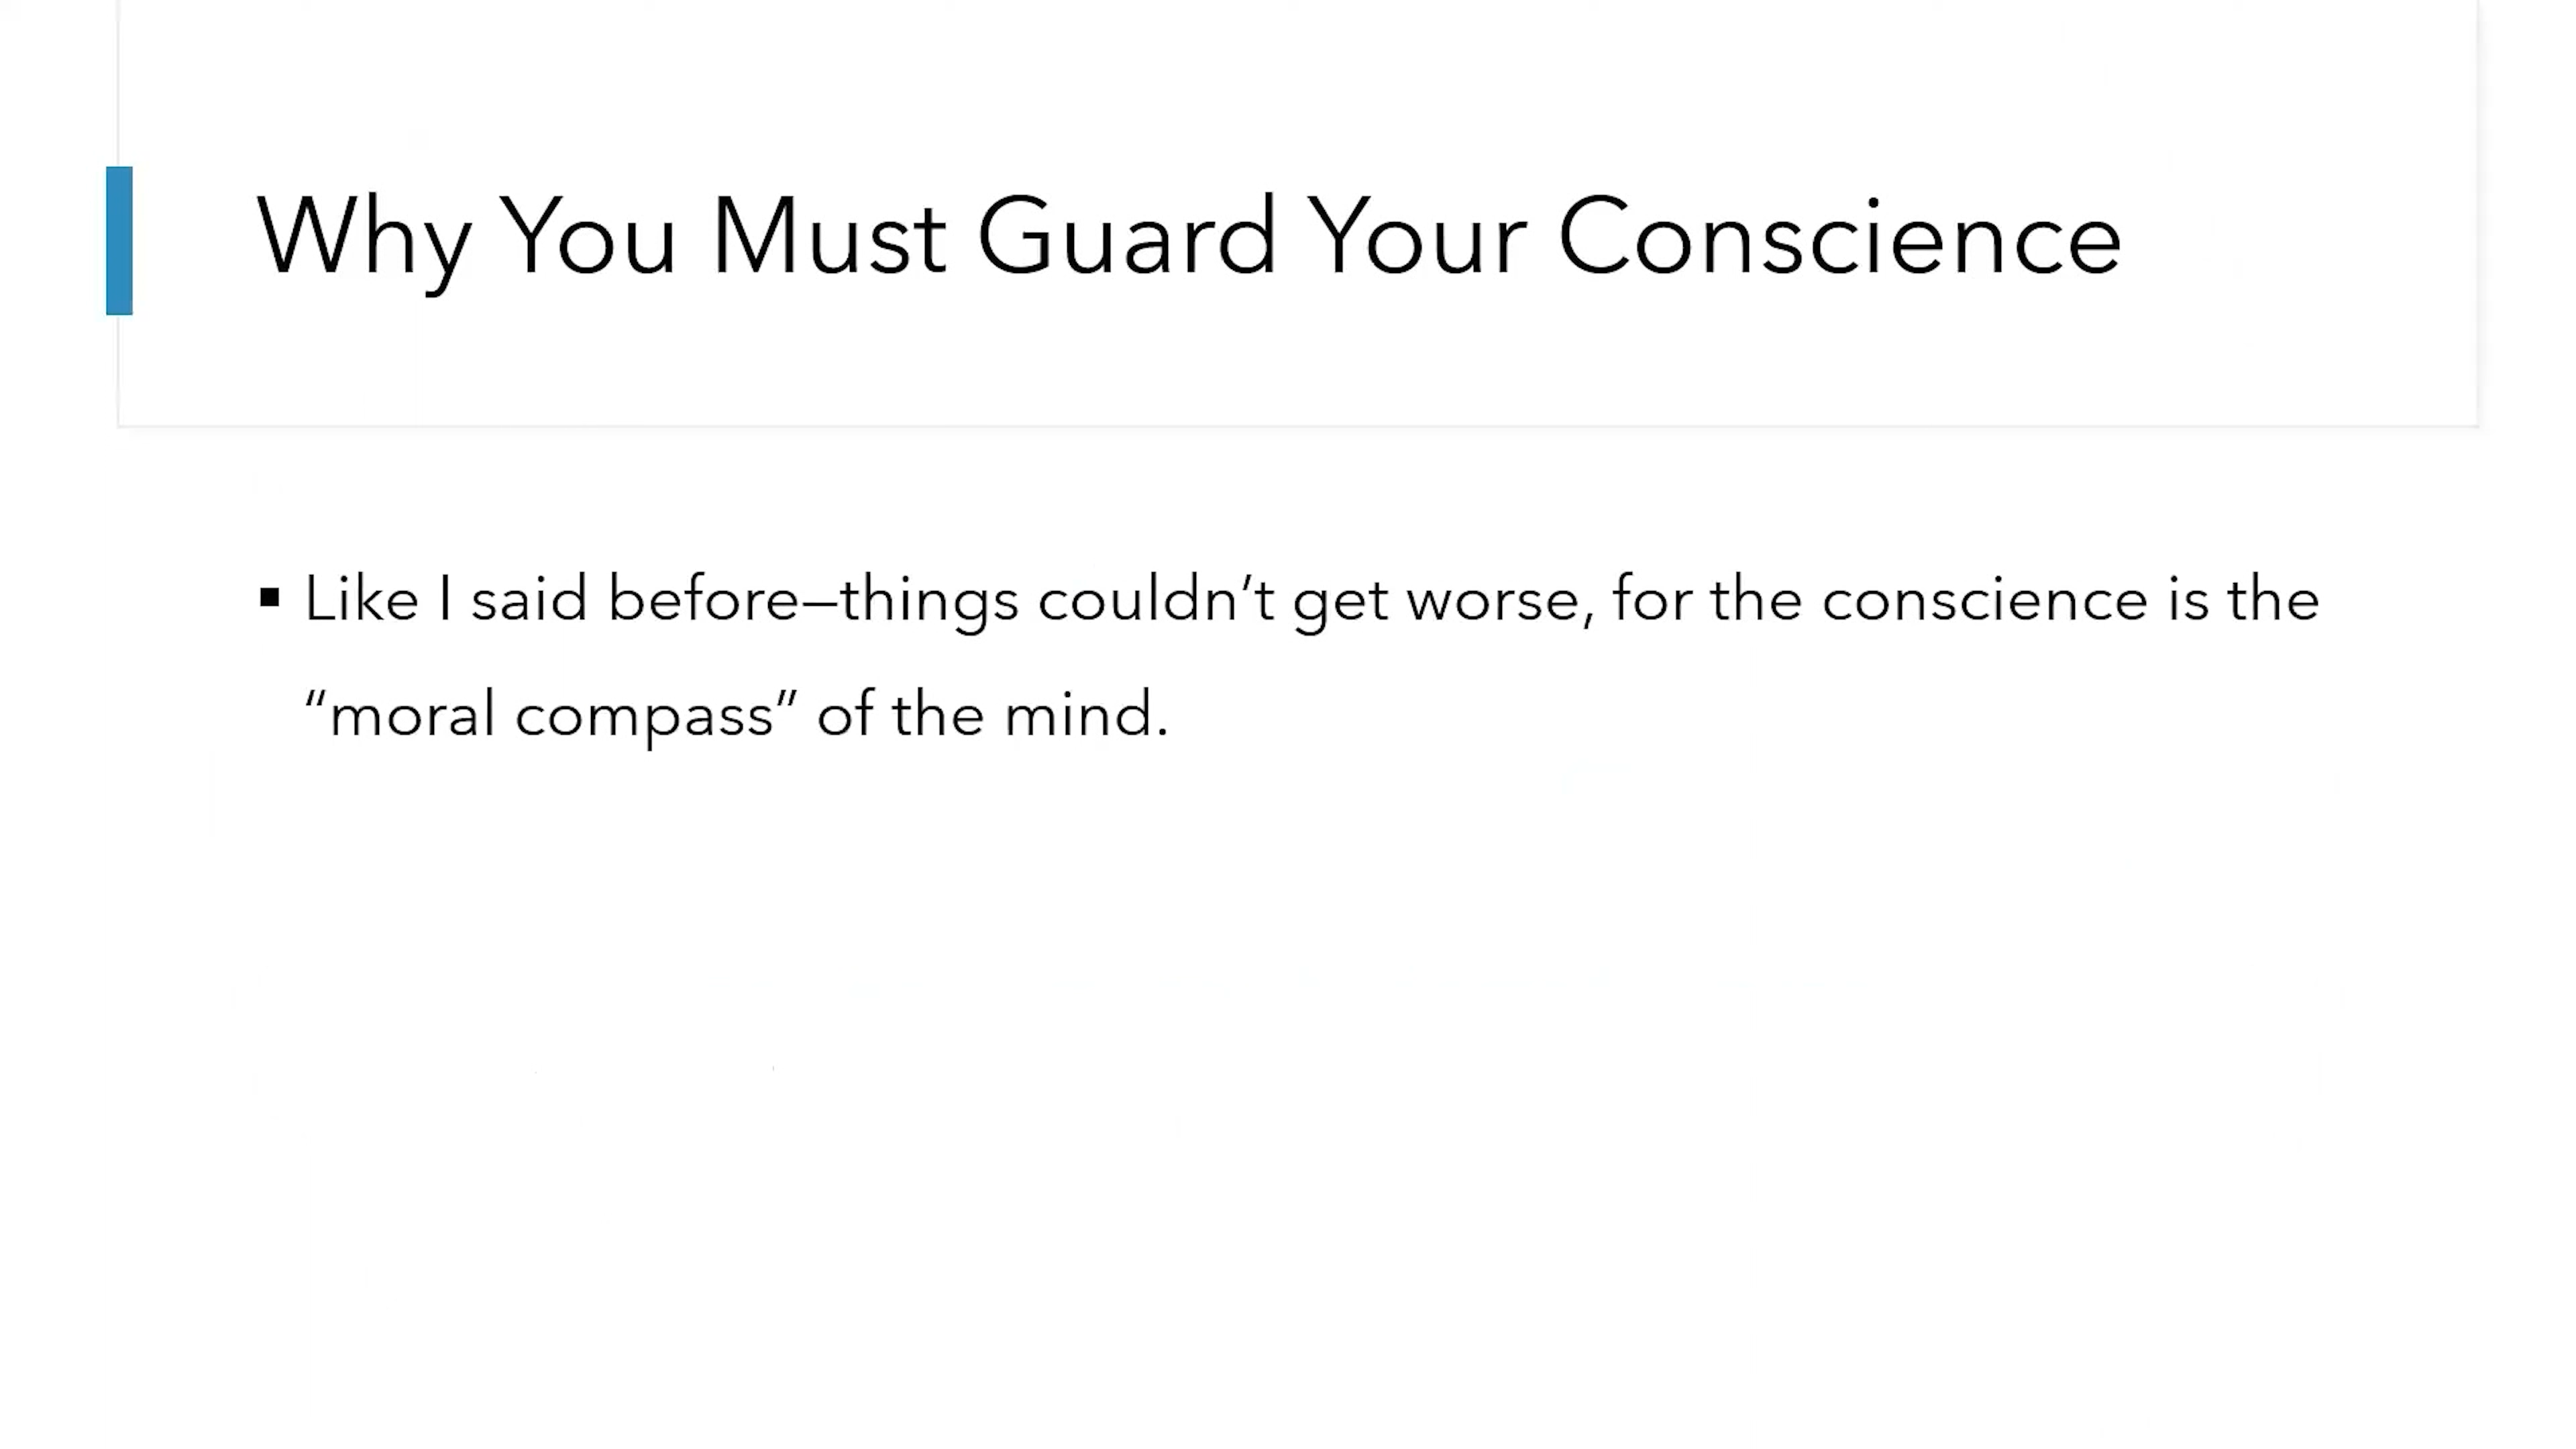 Why You Must Guard Your Conscience
▪ Like I said before—things couldn’t get worse, for the conscience is the
“moral compass” of the mind.